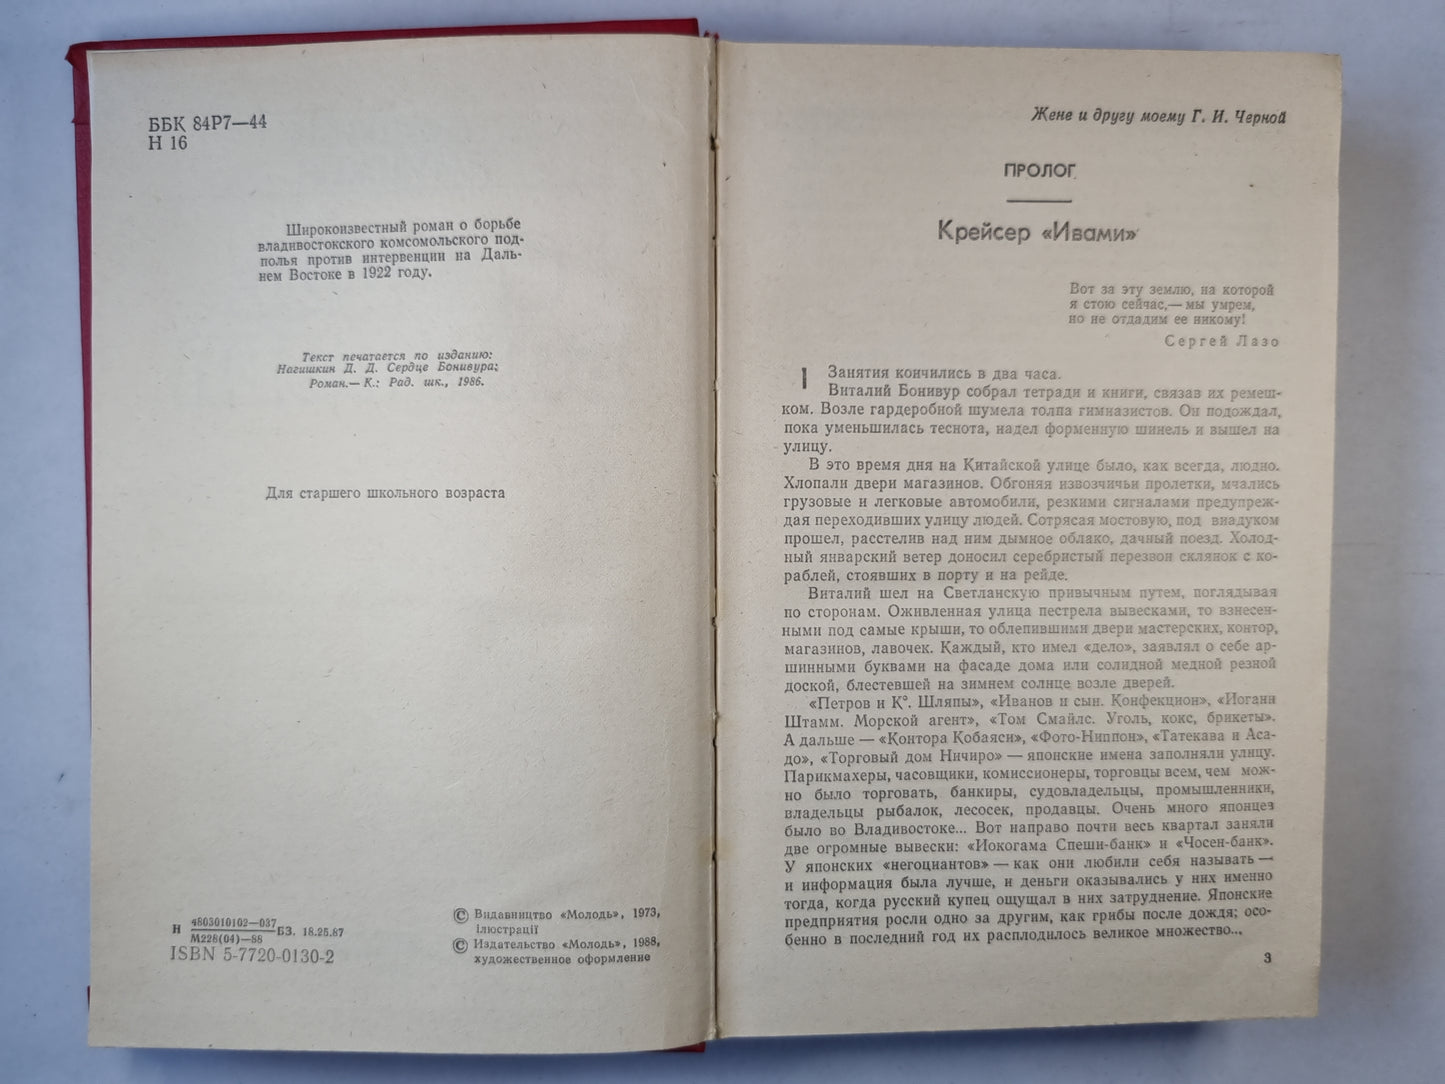 ББК 84Р7—44
Н 16
Широкоизвестный роман о борьбе
владивостокского комсомольского под-
полья против интервенции на Даль-
нем Востоке в 1922 году.
Текст печатается по изданию:
Нагишкин Д. Д. Сердце Бонивура;
Роман.— К.: Рад. шк., 1986.
Для старшего школьного возраста
Н 4803010102—037 БЗ. 18.25.87
М228(04)—88
ISBN 5-7720-0130-2
© Видавництво «Молодь», 1973,
ілюстрації
© Издательство «Молодь», 1988,
художественное оформление
Жене и другу моему Г. И. Черной
ПРОЛОГ
Крейсер «Ивами»
Вот за эту землю, на которой
я стою сейчас,— мы умрем,
но не отдадим ее никому!
Сергей Лазо
1 Занятия кончились в два часа.
Виталий Бонивур собрал тетради и книги, связав их ремеш-
ком. Возле гардеробной шумела толпа гимназистов. Он подождал,
пока уменьшилась теснота, надел форменную шинель и вышел на
улицу.
В это время дня на Китайской улице было, как всегда, людно.
Хлопали двери магазинов. Обгоняя извозчичьи пролетки, мчались
грузовые и легковые автомобили, резкими сигналами предупреж-
дая переходивших улицу людей. Сотрясая мостовую, под виадуком
прошел, расстелив над ним дымное облако, дачный поезд. Холод-
ный январский ветер доносил серебристый перезвон склянок с ко-
раблей, стоявших в порту и на рейде.
Виталий шел на Светланскую привычным путем, поглядывая
по сторонам. Оживленная улица пестрела вывесками, то взнесен-
ными под самые крыши, то облепившими двери мастерских, контор,
магазинов, лавочек. Каждый, кто имел «дело», заявлял о себе ар-
шинными буквами на фасаде дома или солидной медной резной
доской, блестевшей на зимнем солнце возле дверей.
«Петров и К°. Шляпы», «Иванов и сын. Конфекцион», «Иоганн
Штамм. Морской агент», «Том Смайлс. Уголь, кокс, брикеты».
А дальше — «Контора Кобаяси», «Фото-Ниппон», «Татекава и Аса-
до», «Торговый дом Ничиро» — японские имена заполняли улицу.
Парикмахеры, часовщики, комиссионеры, торговцы всем, чем мож-
но было торговать, банкиры, судовладельцы, промышленники,
владельцы рыбалок, лесосек, продавцы. Очень много японцев
было во Владивостоке... Вот направо почти весь квартал заняли
две огромные вывески: «Иокогама Спеши-банк» и «Чосен-банк».
У японских «негоциантов» — как они любили себя называть —
и информация была лучше, и деньги оказывались у них именно
тогда, когда русский купец ощущал в них затруднение. Японские
предприятия росли одно за другим, как грибы после дождя; осо-
бенно в последний год их расплодилось великое множество...
3